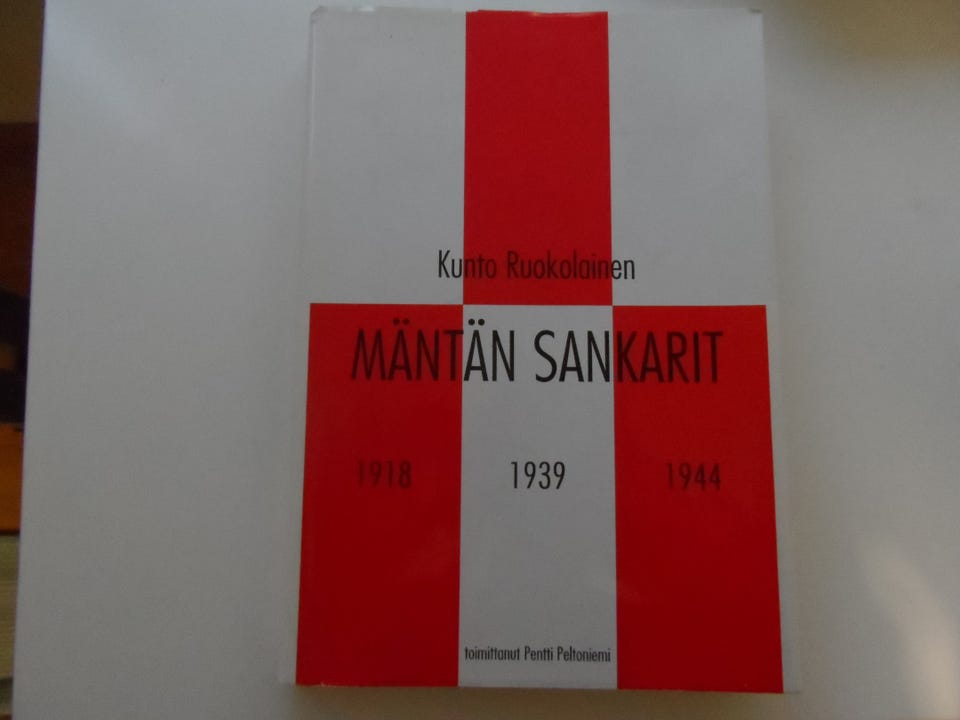 Kunto Ruokolainen
MÄNTÄN SANKARIT
1918 1939 1944
toimittanut Pentti Peltoniemi